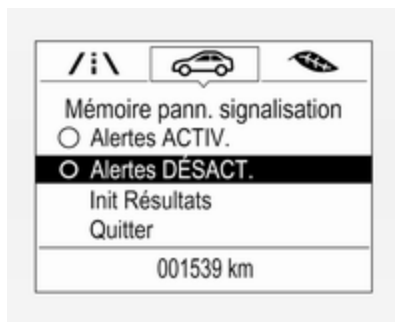 Mémoire pann. signalisation
Alertes ACTIV.
Alertes DÉSACT.
Init Résultats
Quitter
001539 km